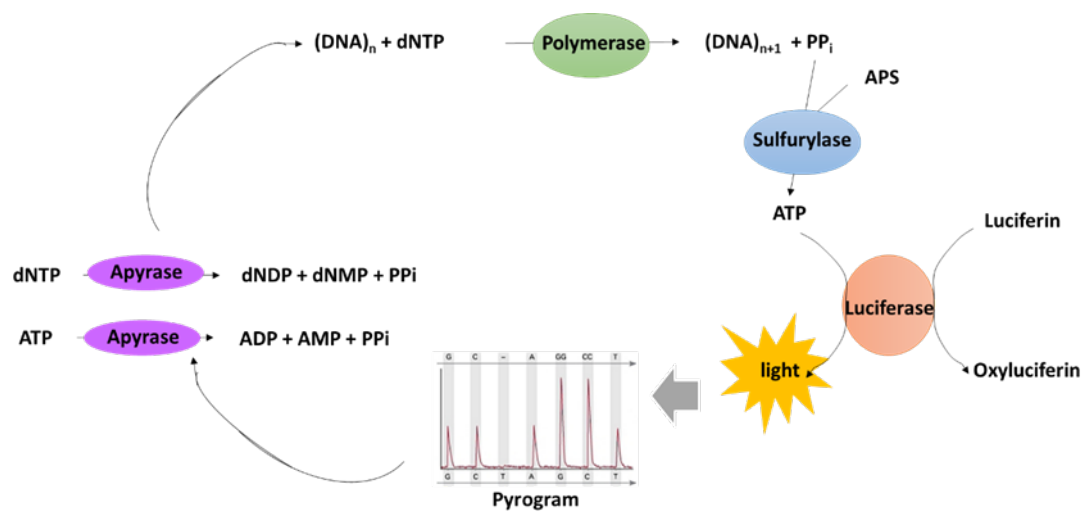 (DNA)n + dNTP
Polymerase
(DNA)n+1 + PPi
APS
Sulfurylase
ATP
Luciferin
Luciferase
light
Oxyluciferin
dNTP
Apyrase
dNDP + dNMP + PPi
ATP
Apyrase
ADP + AMP + PPi
G C – A GG CC T
G C T A G C T
Pyrogram